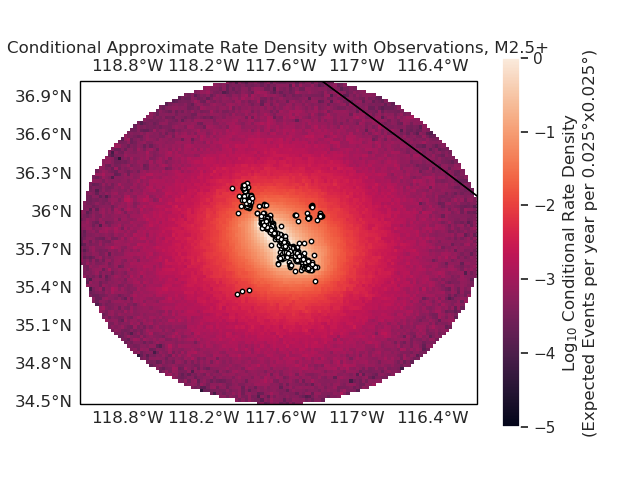 Conditional Approximate Rate Density with Observations, M2.5+
118.8°W 118.2°W 117.6°W 117°W 116.4°W
36.9°N
36.6°N
36.3°N
36°N
35.7°N
35.4°N
35.1°N
34.8°N
34.5°N
118.8°W 118.2°W 117.6°W 117°W 116.4°W
0
−1
−2
−3
−4
−5
Log₁₀ Conditional Rate Density
(Expected Events per year per 0.025°x0.025°)